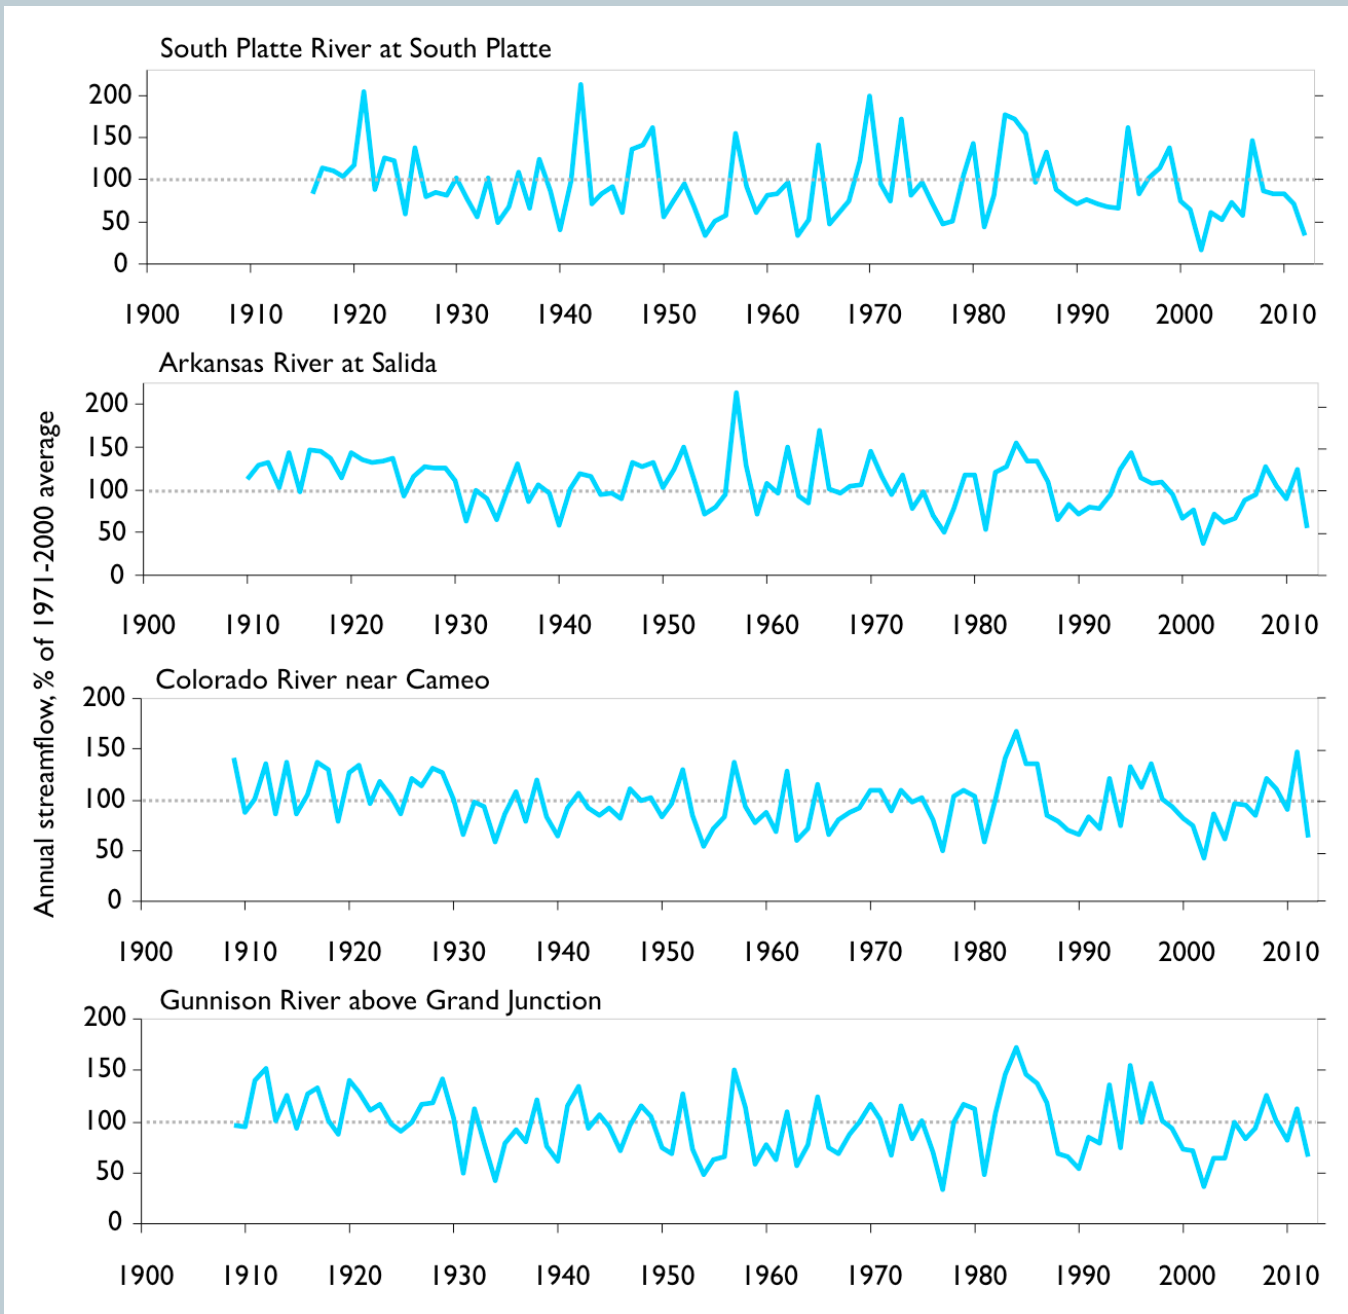 South Platte River at South Platte
200
150
100
50
0
1900 1910 1920 1930 1940 1950 1960 1970 1980 1990 2000 2010
Arkansas River at Salida
200
150
100
50
0
1900 1910 1920 1930 1940 1950 1960 1970 1980 1990 2000 2010
Annual streamflow, % of 1971-2000 average
Colorado River near Cameo
200
150
100
50
0
1900 1910 1920 1930 1940 1950 1960 1970 1980 1990 2000 2010
Gunnison River above Grand Junction
200
150
100
50
0
1900 1910 1920 1930 1940 1950 1960 1970 1980 1990 2000 2010